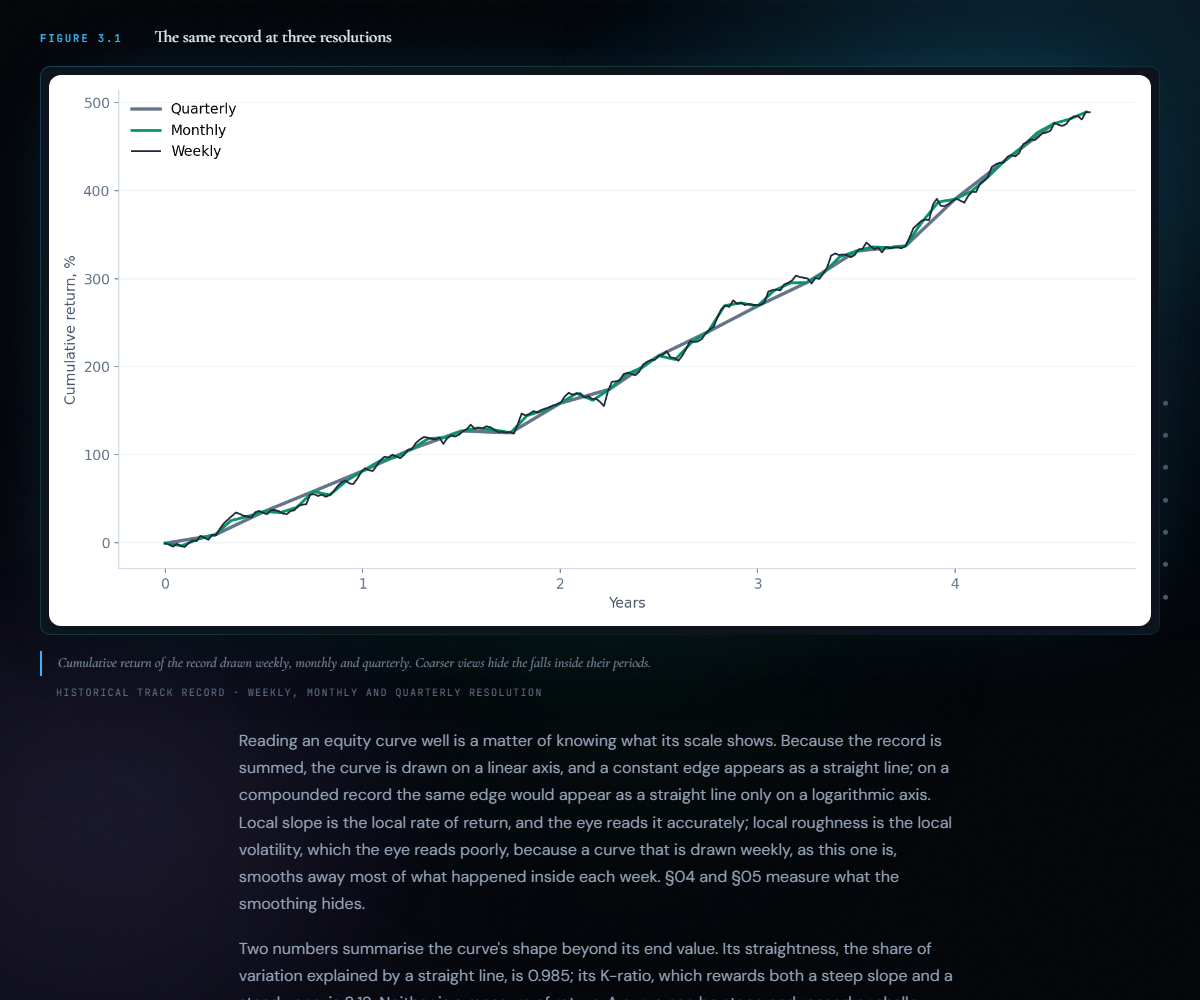 FIGURE 3.1 The same record at three resolutions
500
400
300
200
100
0
Cumulative return, %
Quarterly
Monthly
Weekly
0 1 2 3 4
Years
Cumulative return of the record drawn weekly, monthly and quarterly. Coarser views hide the falls inside their periods.
HISTORICAL TRACK RECORD · WEEKLY, MONTHLY AND QUARTERLY RESOLUTION
Reading an equity curve well is a matter of knowing what its scale shows. Because the record is
summed, the curve is drawn on a linear axis, and a constant edge appears as a straight line; on a
compounded record the same edge would appear as a straight line only on a logarithmic axis.
Local slope is the local rate of return, and the eye reads it accurately; local roughness is the local
volatility, which the eye reads poorly, because a curve that is drawn weekly, as this one is,
smooths away most of what happened inside each week. §04 and §05 measure what the
smoothing hides.
Two numbers summarise the curve's shape beyond its end value. Its straightness, the share of
variation explained by a straight line, is 0.985; its K-ratio, which rewards both a steep slope and a